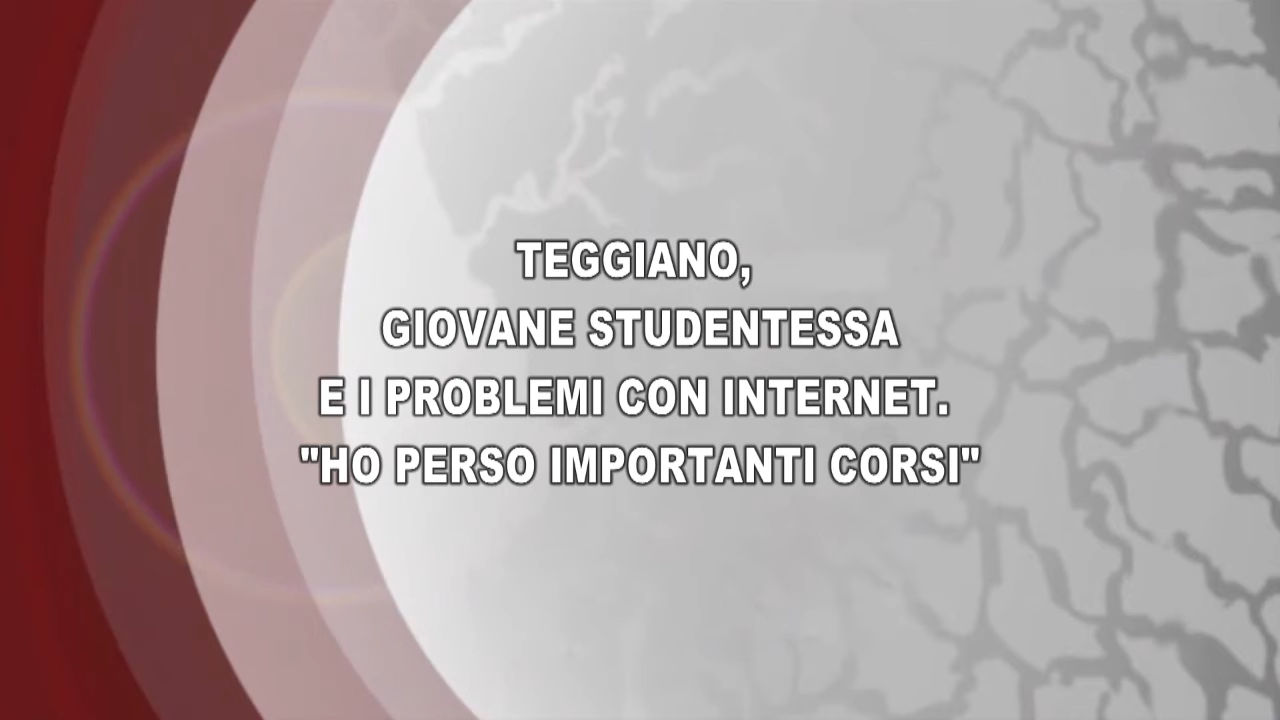 TEGGIANO,
GIOVANE STUDENTESSA
E I PROBLEMI CON INTERNET.
"HO PERSO IMPORTANTI CORSI"